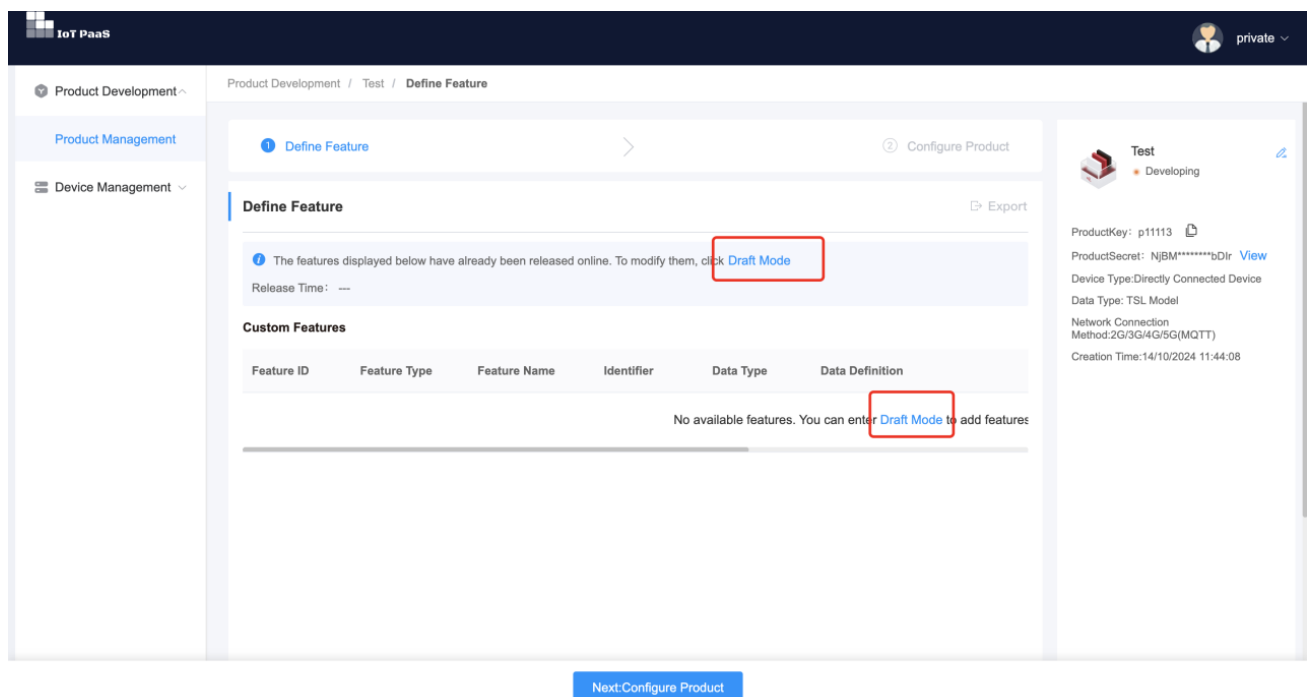 IoT PaaS
private
Product Development
Product Management
Device Management
Product Development / Test / Define Feature
1 Define Feature
2 Configure Product
Define Feature
Export
The features displayed below have already been released online. To modify them, click Draft Mode
Release Time: ---
Custom Features
Feature ID Feature Type Feature Name Identifier Data Type Data Definition
No available features. You can enter Draft Mode to add features
Next:Configure Product
Test
Developing
ProductKey: p11113
ProductSecret: NjBM********bDIr View
Device Type:Directly Connected Device
Data Type: TSL Model
Network Connection
Method:2G/3G/4G/5G(MQTT)
Creation Time:14/10/2024 11:44:08